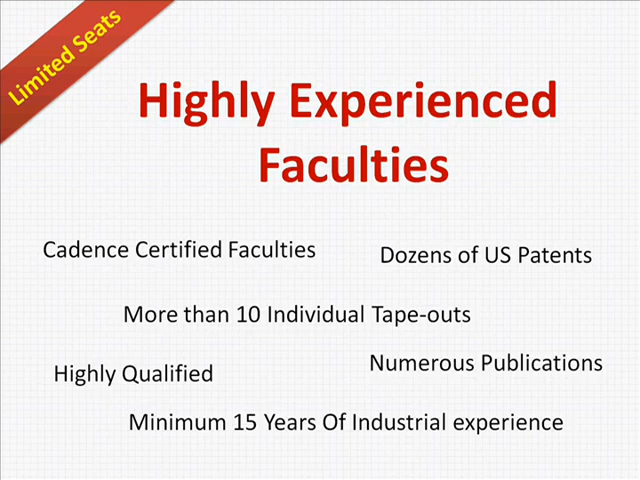 Limited Seats
Highly Experienced
Faculties
Cadence Certified Faculties
Dozens of US Patents
More than 10 Individual Tape-outs
Numerous Publications
Highly Qualified
Minimum 15 Years Of Industrial experience